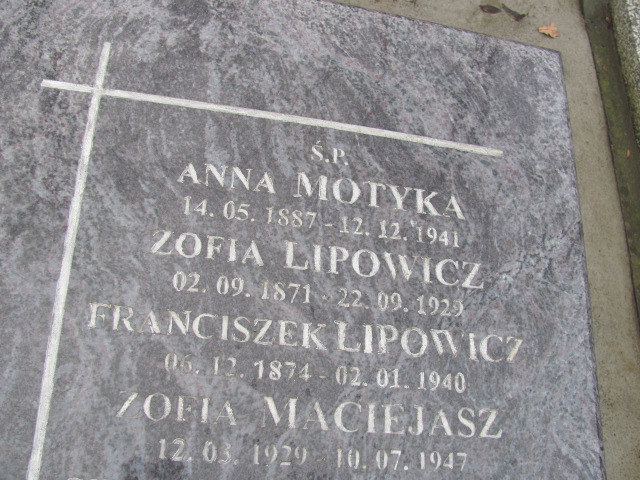 Ś.P.
ANNA MOTYKA
14.05.1887 - 12.12.1941
ZOFIA LIPOWICZ
02.09.1871 - 22.09.1929
FRANCISZEK LIPOWICZ
06.12.1874 - 02.01.1940
ZOFIA MACIEJASZ
12.03.1929 - 10.07.1947